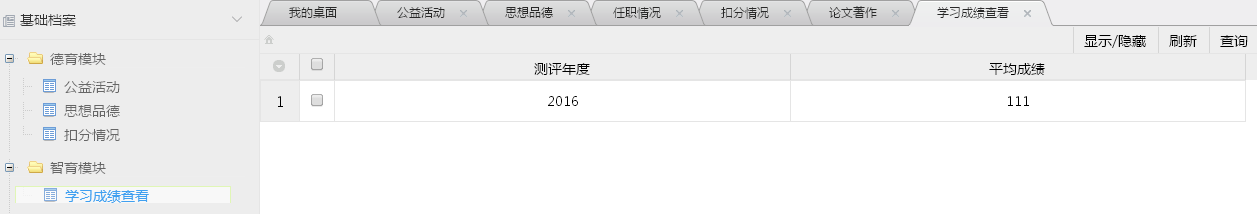 基础档案
德育模块
公益活动
思想品德
扣分情况
智育模块
学习成绩查看
我的桌面 公益活动 思想品德 任职情况 扣分情况 论文著作 学习成绩查看
显示/隐藏 刷新 查询
测评年度 平均成绩
1 2016 111